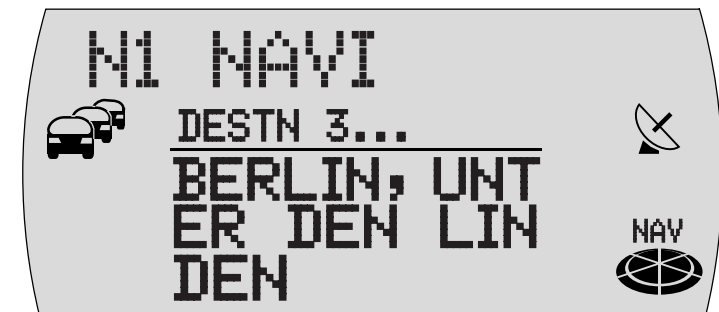 N1 NAVI
DESTN 3...
BERLIN, UNT
ER DEN LIN
DEN
NAV